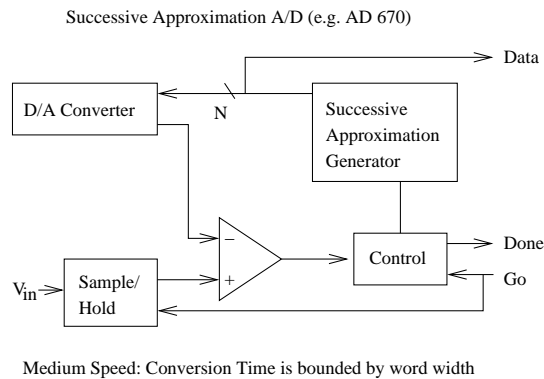 Successive Approximation A/D (e.g. AD 670)
Data
D/A Converter
N
Successive
Approximation
Generator
−
+
Control
Done
Go
Vin
Sample/
Hold
Medium Speed: Conversion Time is bounded by word width